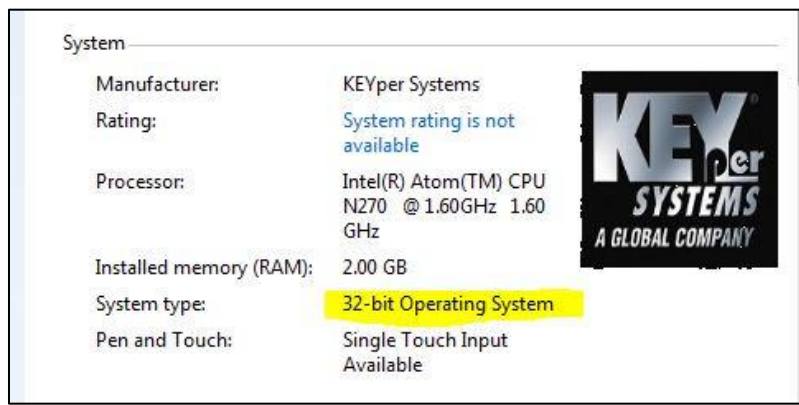 System
Manufacturer: KEYper Systems
Rating: System rating is not
available
Processor: Intel(R) Atom(TM) CPU
N270 @ 1.60GHz 1.60
GHz
Installed memory (RAM): 2.00 GB
System type: 32-bit Operating System
Pen and Touch: Single Touch Input
Available
KEYper®
SYSTEMS
A GLOBAL COMPANY